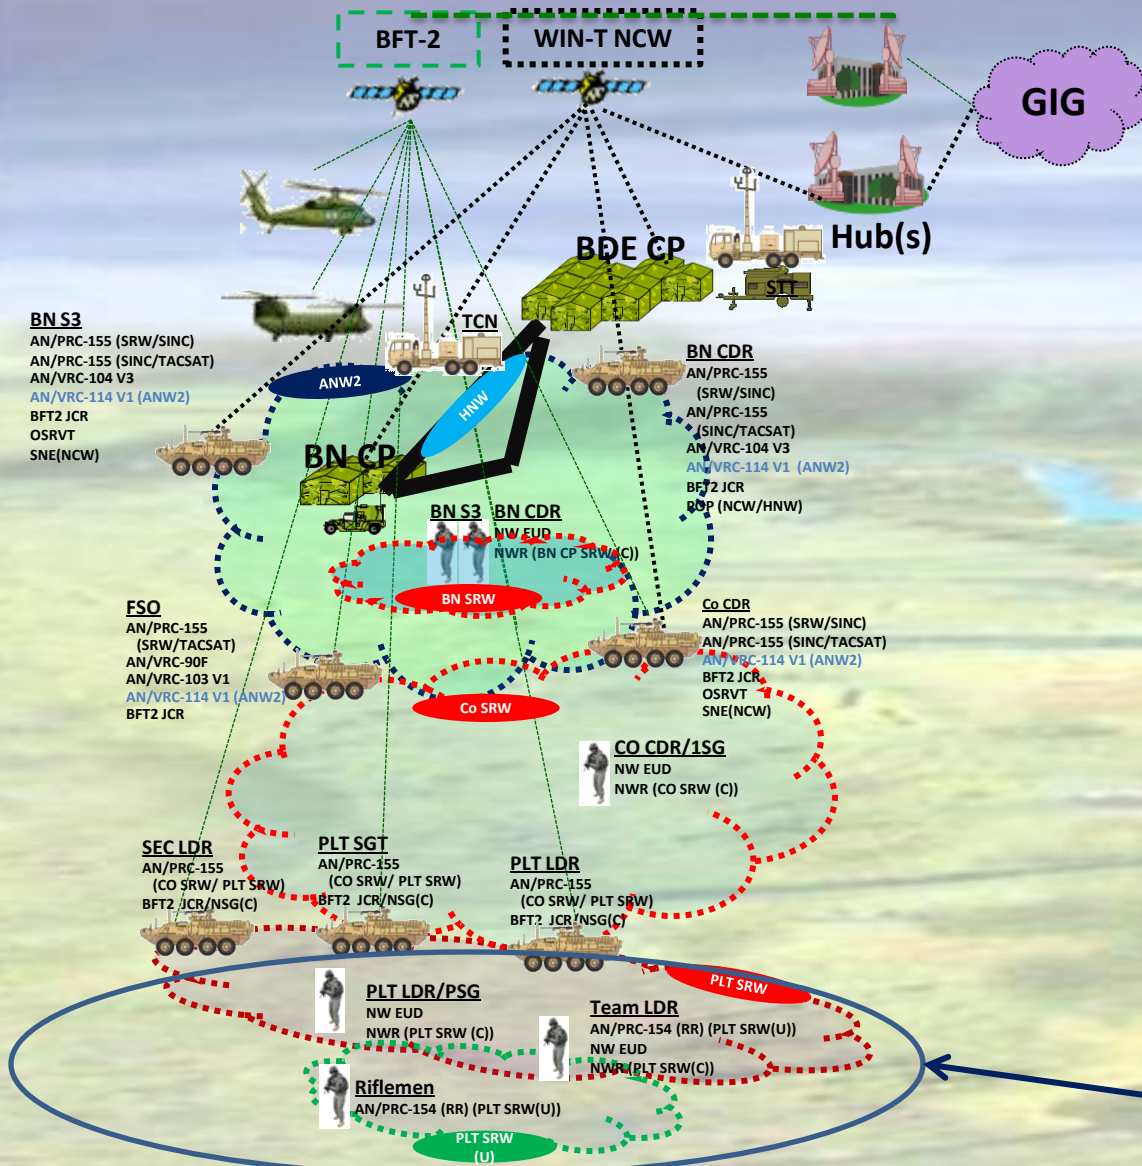 BFT-2
WIN-T NCW
GIG
Hub(s)
BDE CP
STT
TCN
BN S3
AN/PRC-155 (SRW/SINC)
AN/PRC-155 (SINC/TACSAT)
AN/VRC-104 V3
AN/VRC-114 V1 (ANW2)
BFT2 JCR
OSRVT
SNE(NCW)
ANW2
HNW
BN CDR
AN/PRC-155
(SRW/SINC)
AN/PRC-155
(SINC/TACSAT)
AN/VRC-104 V3
AN/VRC-114 V1 (ANW2)
BFT2 JCR
POP (NCW/HNW)
BN CP
BN S3
BN CDR
NW EUD
NWR (BN CP SRW (C))
BN SRW
FSO
AN/PRC-155
(SRW/TACSAT)
AN/VRC-90F
AN/VRC-103 V1
AN/VRC-114 V1 (ANW2)
BFT2 JCR
Co CDR
AN/PRC-155 (SRW/SINC)
AN/PRC-155 (SINC/TACSAT)
AN/VRC-114 V1 (ANW2)
BFT2 JCR
OSRVT
SNE(NCW)
Co SRW
CO CDR/1SG
NW EUD
NWR (CO SRW (C))
SEC LDR
AN/PRC-155
(CO SRW/ PLT SRW)
BFT2 JCR/NSG(C)
PLT SGT
AN/PRC-155
(CO SRW/ PLT SRW)
BFT2 JCR/NSG(C)
PLT LDR
AN/PRC-155
(CO SRW/ PLT SRW)
BFT2 JCR/NSG(C)
PLT SRW
PLT LDR/PSG
NW EUD
NWR (PLT SRW (C))
Team LDR
AN/PRC-154 (RR) (PLT SRW(U))
NW EUD
NWR (PLT SRW(C))
Riflemen
AN/PRC-154 (RR) (PLT SRW(U))
PLT SRW
(U)